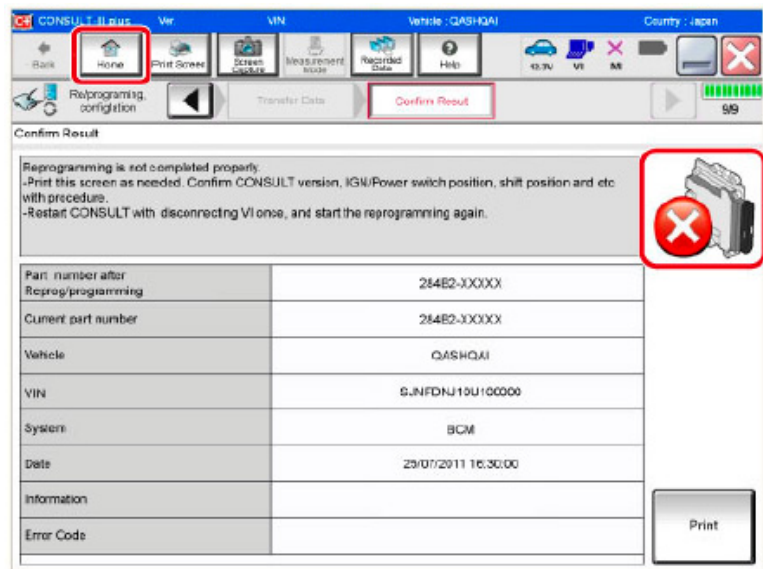 CONSULT-III plus Ver. VIN: Vehicle : QASHQAI Country : Japan
Back Home Print Screen Screen Capture Measurement Mode Recorded Data Help 13.3V VI MI
Re/programing, configlation Transfer Data Confirm Result 9/9
Confirm Result
Reprogramming is not completed properly.
-Print this screen as needed. Confirm CONSULT version, IGN/Power switch position, shift position and etc
with procedure.
-Restart CONSULT with disconnecting VI once, and start the reprogramming again.
Part number after
Reprog/programming
284B2-XXXXX
Current part number
284B2-XXXXX
Vehicle
QASHQAI
VIN
SJNFDNJ10U100000
System
BCM
Date
25/07/2011 16:30:00
Information
Error Code
Print